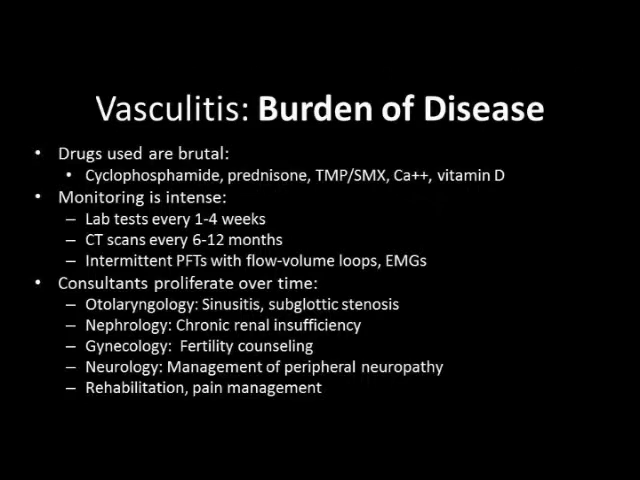 Vasculitis: Burden of Disease
• Drugs used are brutal:
• Cyclophosphamide, prednisone, TMP/SMX, Ca++, vitamin D
• Monitoring is intense:
– Lab tests every 1-4 weeks
– CT scans every 6-12 months
– Intermittent PFTs with flow-volume loops, EMGs
• Consultants proliferate over time:
– Otolaryngology: Sinusitis, subglottic stenosis
– Nephrology: Chronic renal insufficiency
– Gynecology: Fertility counseling
– Neurology: Management of peripheral neuropathy
– Rehabilitation, pain management